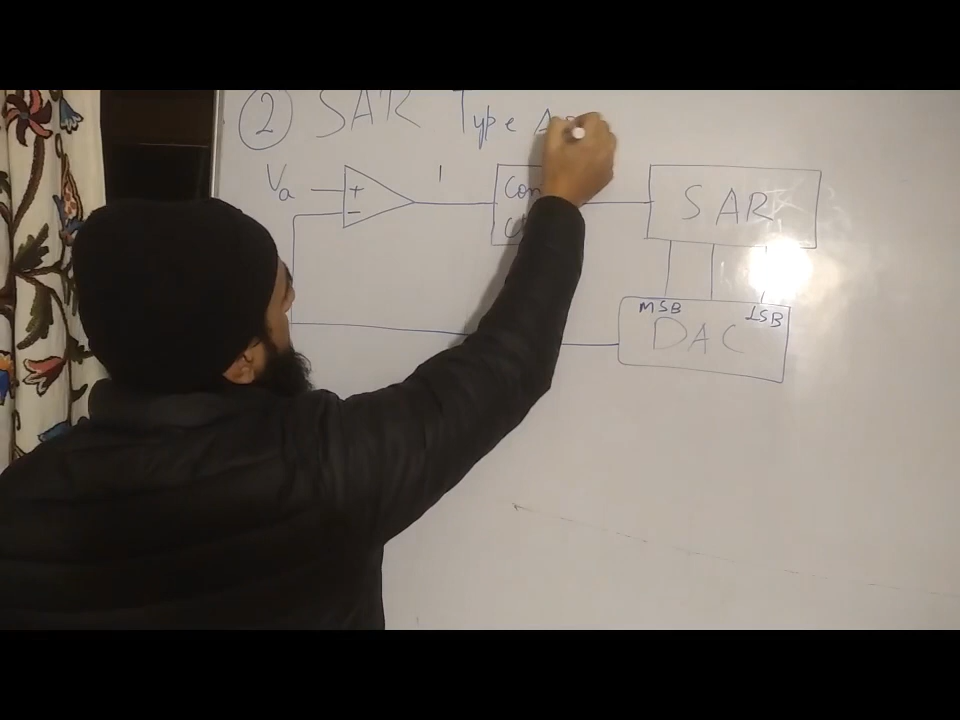 2 SAR Type
Va + 1 SAR
-
MSB LSB
DAC